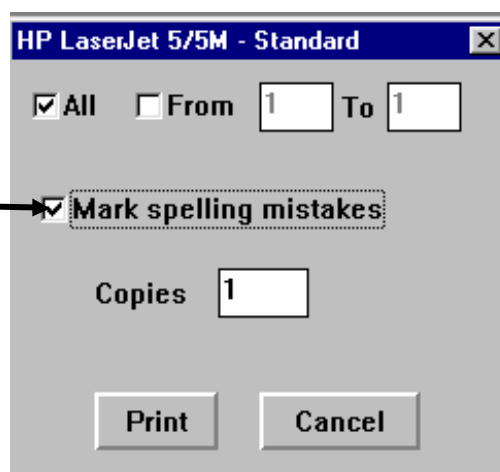 HP LaserJet 5/5M - Standard
All From 1 To 1
Mark spelling mistakes
Copies 1
Print Cancel